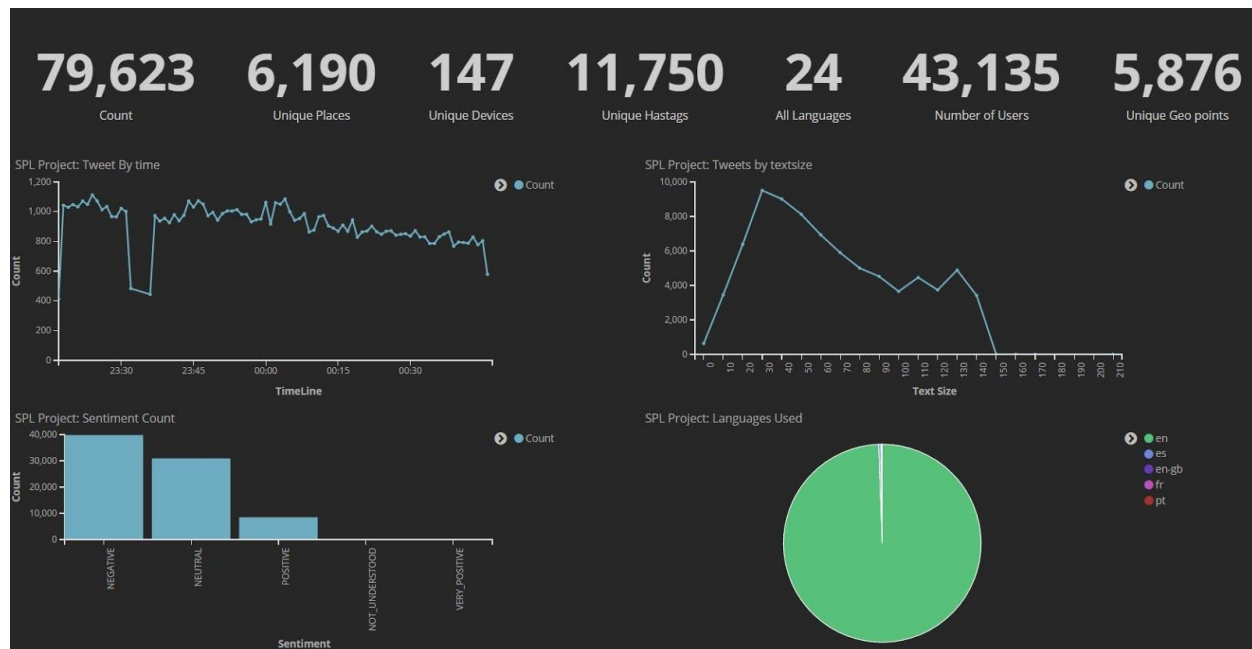 79,623 6,190 147 11,750 24 43,135 5,876
Count Unique Places Unique Devices Unique Hastags All Languages Number of Users Unique Geo points
SPL Project: Tweet By time
Count
1,200
1,000
800
600
400
200
0
Count
23:30 23:45 00:00 00:15 00:30
TimeLine
SPL Project: Tweets by textsize
Count
10,000
8,000
6,000
4,000
2,000
0
Count
0 10 20 30 40 50 60 70 80 90 100 110 120 130 140 150 160 170 180 190 200 210
Text Size
SPL Project: Sentiment Count
Count
40,000
30,000
20,000
10,000
0
Count
NEGATIVE
NEUTRAL
POSITIVE
NOT_UNDERSTOOD
VERY_POSITIVE
Sentiment
SPL Project: Languages Used
en
es
en-gb
fr
pt